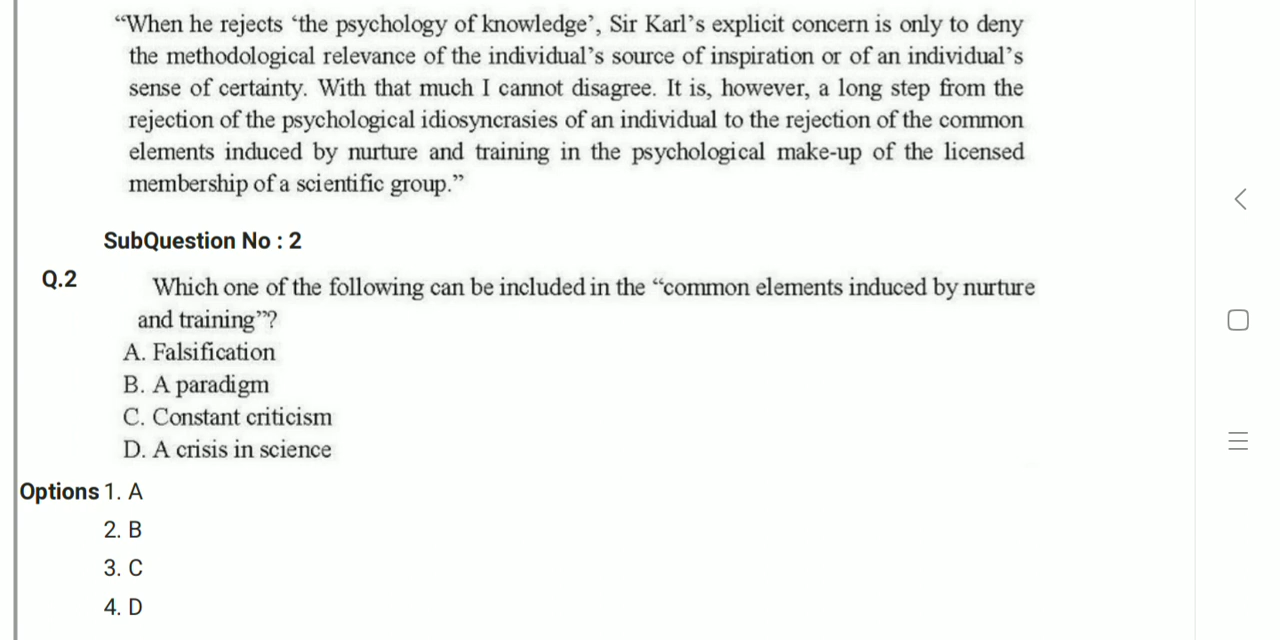 “When he rejects ‘the psychology of knowledge’, Sir Karl’s explicit concern is only to deny
the methodological relevance of the individual’s source of inspiration or of an individual’s
sense of certainty. With that much I cannot disagree. It is, however, a long step from the
rejection of the psychological idiosyncrasies of an individual to the rejection of the common
elements induced by nurture and training in the psychological make-up of the licensed
membership of a scientific group.”
SubQuestion No : 2
Q.2 Which one of the following can be included in the “common elements induced by nurture
and training”?
A. Falsification
B. A paradigm
C. Constant criticism
D. A crisis in science
Options 1. A
2. B
3. C
4. D